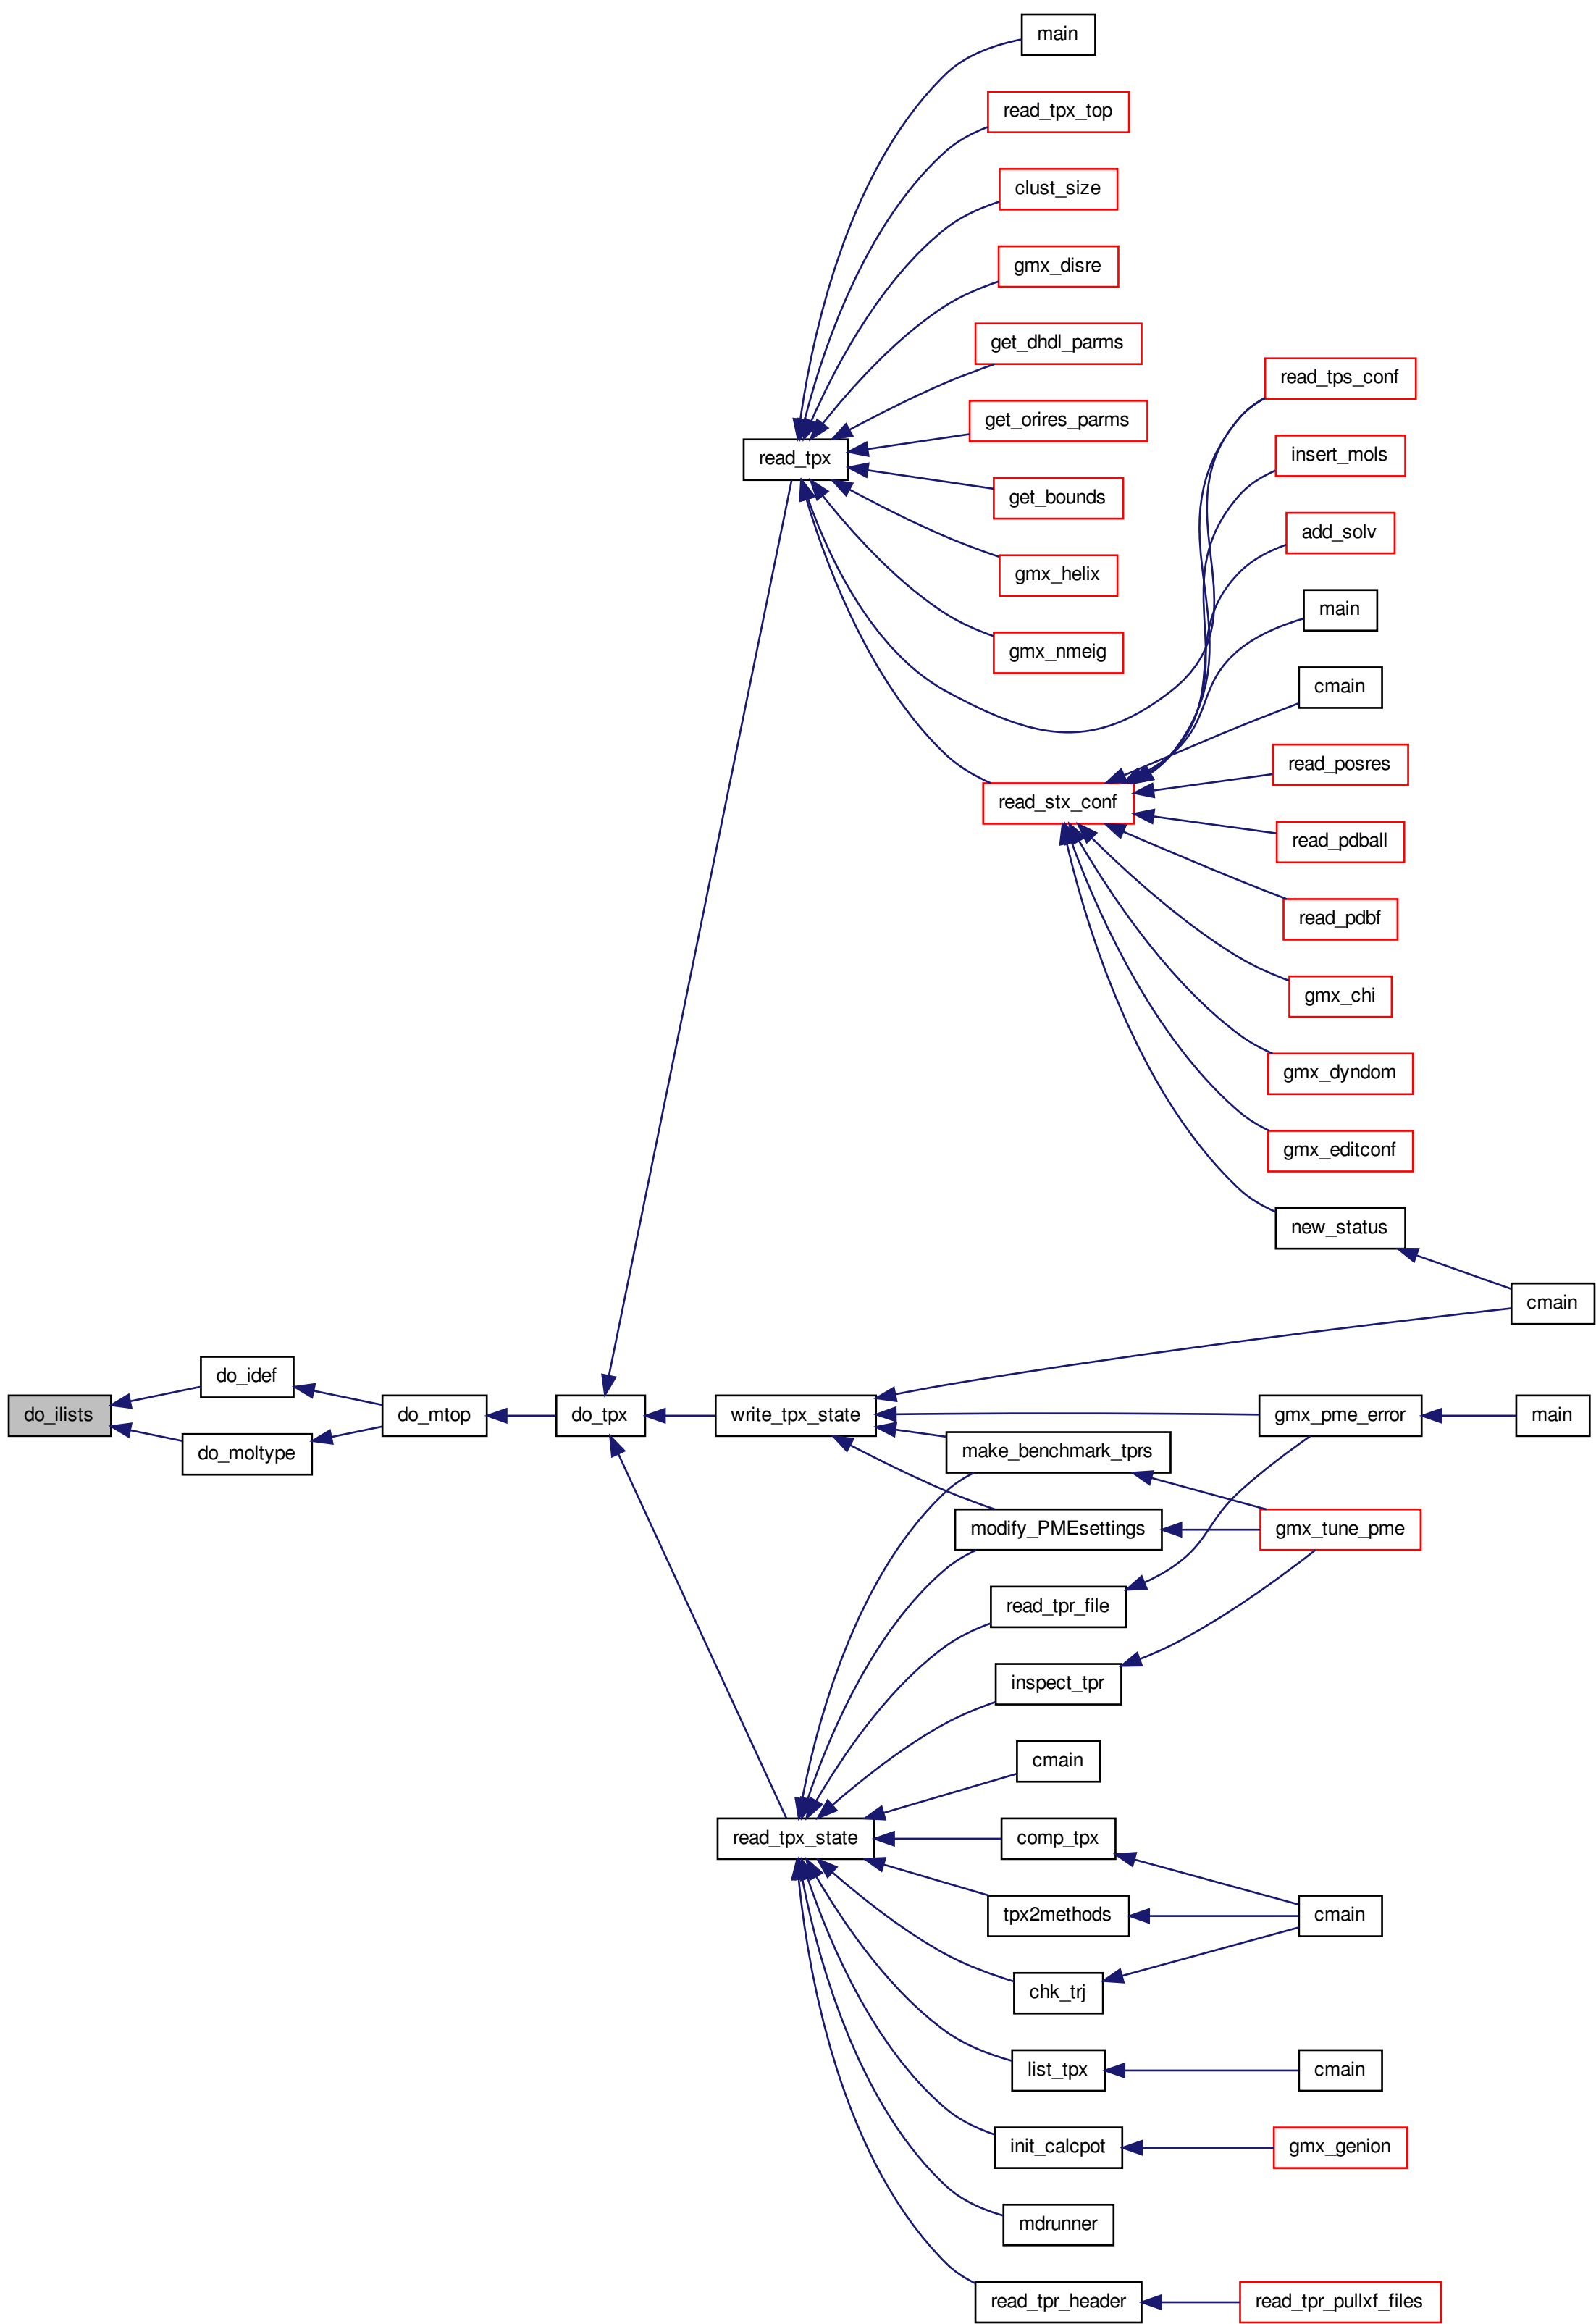 main
read_tpx_top
clust_size
gmx_disre
get_dhdl_parms
read_tps_conf
get_orires_parms
read_tpx
insert_mols
get_bounds
add_solv
gmx_helix
main
gmx_nmeig
cmain
read_posres
read_stx_conf
read_pdball
read_pdbf
gmx_chi
gmx_dyndom
gmx_editconf
new_status
cmain
do_idef
do_ilists
do_mtop
do_tpx
write_tpx_state
gmx_pme_error
main
do_moltype
make_benchmark_tprs
modify_PMEsettings
gmx_tune_pme
read_tpr_file
inspect_tpr
cmain
read_tpx_state
comp_tpx
tpx2methods
cmain
chk_trj
list_tpx
cmain
init_calcpot
gmx_genion
mdrunner
read_tpr_header
read_tpr_pullxf_files